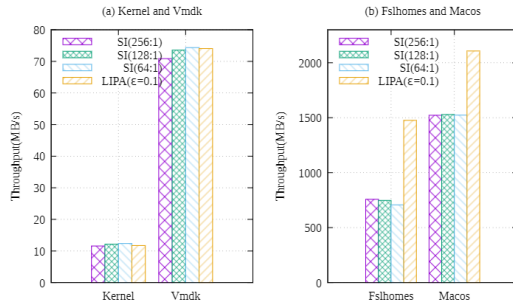 (a) Kernel and Vmdk
Throughput(MB/s)
80
70
60
50
40
30
20
10
0
SI(256:1)
SI(128:1)
SI(64:1)
LIPA(ε=0.1)
Kernel
Vmdk
(b) Fslhomes and Macos
Throughput(MB/s)
2000
1500
1000
500
0
SI(256:1)
SI(128:1)
SI(64:1)
LIPA(ε=0.1)
Fslhomes
Macos